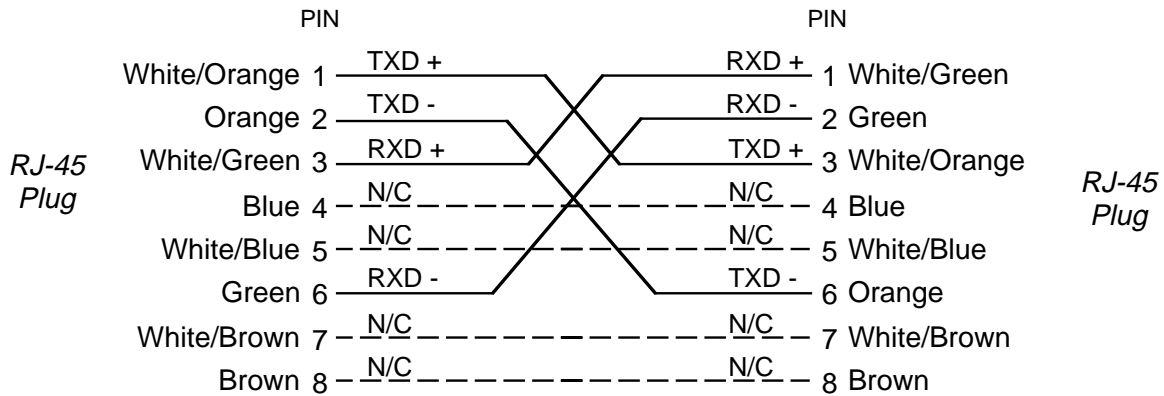 PIN PIN
White/Orange 1 TXD + RXD + 1 White/Green
Orange 2 TXD - RXD - 2 Green
White/Green 3 RXD + TXD + 3 White/Orange
RJ-45 Plug
Blue 4 N/C N/C 4 Blue
RJ-45 Plug
White/Blue 5 N/C N/C 5 White/Blue
Green 6 RXD - TXD - 6 Orange
White/Brown 7 N/C N/C 7 White/Brown
Brown 8 N/C N/C 8 Brown